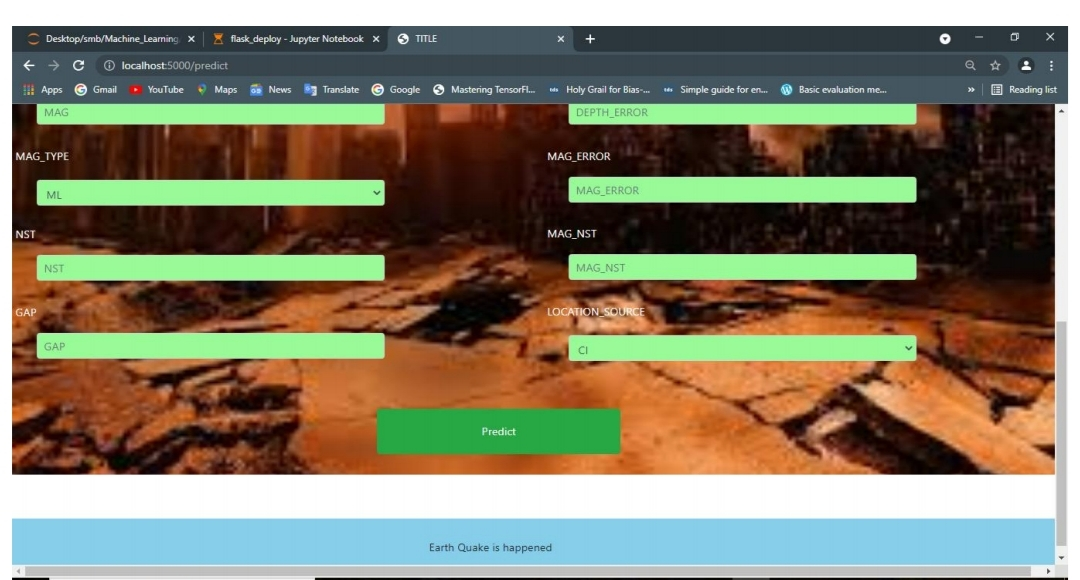 Desktop/smb/Machine_Learning flask_deploy - Jupyter Notebook TITLE
localhost:5000/predict
Apps Gmail YouTube Maps News Translate Google Mastering TensorFl... Holy Grail for Bias-... Simple guide for en... Basic evaluation me... » Reading list
MAG DEPTH_ERROR
MAG_TYPE MAG_ERROR
ML MAG_ERROR
NST MAG_NST
NST MAG_NST
GAP LOCATION_SOURCE
GAP CI
Predict
Earth Quake is happened